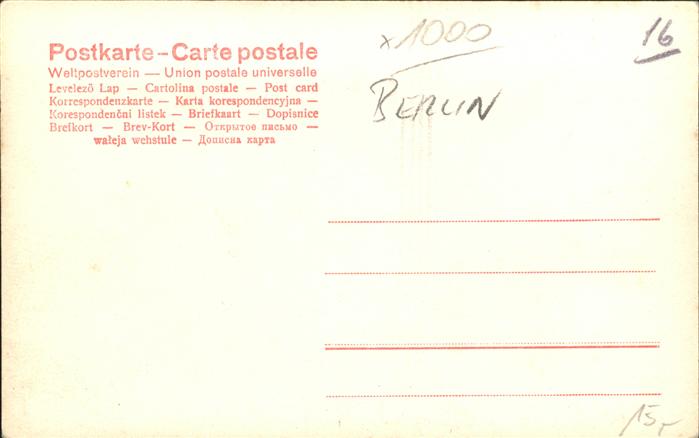 Postkarte – Carte postale
Weltpostverein — Union postale universelle
Levelező Lap — Cartolina postale — Post card
Korrespondenzkarte — Karta korespondencyjna —
Korespondenční listek — Briefkaart — Dopisnice
Brefkort — Brev-Kort — Открытое письмо —
wałeja wehstule — Дописна карта
x1000
16
BERLIN
15,-